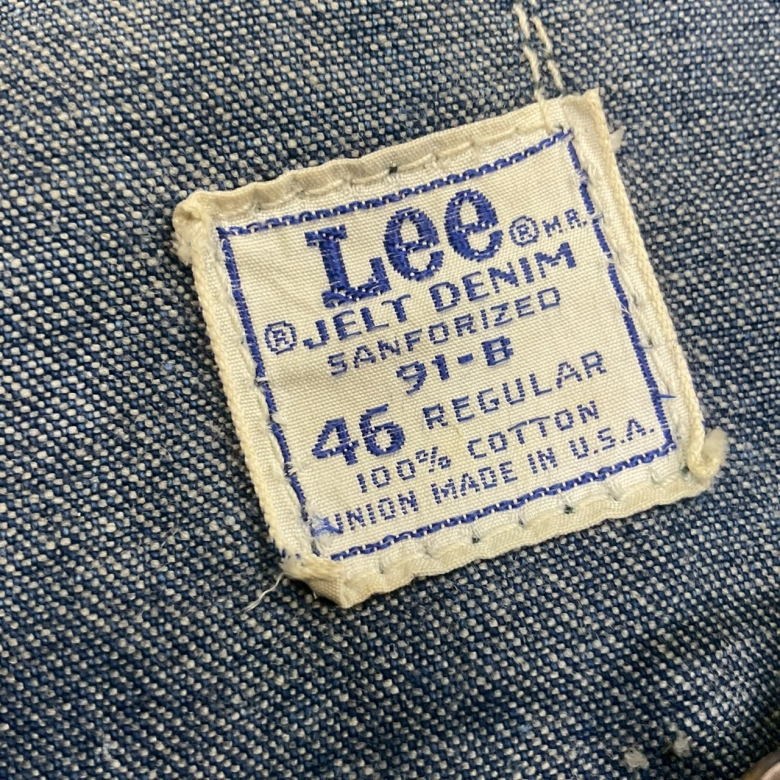 Lee ® M.R.
® JELT DENIM
SANFORIZED
91-B
46 REGULAR
100% COTTON
UNION MADE IN U.S.A.